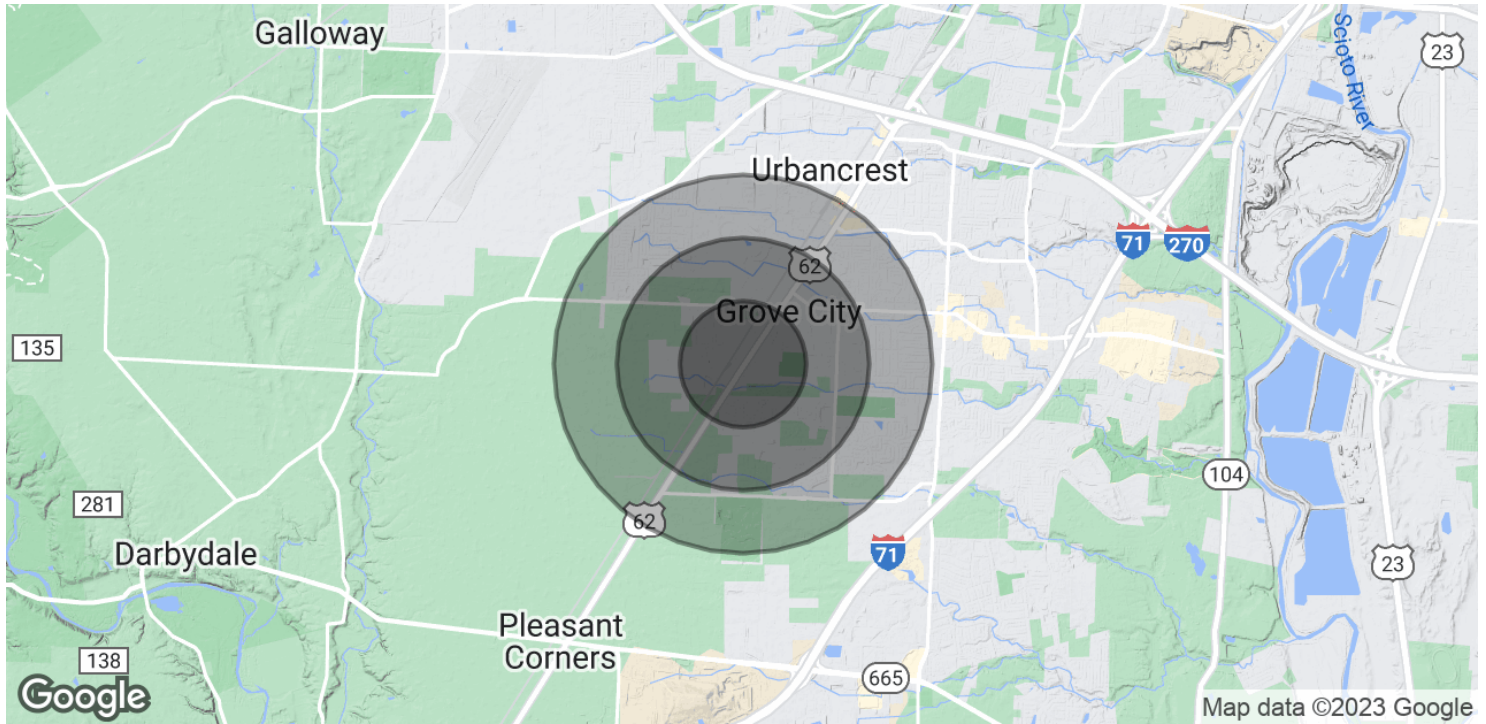 Galloway
Scioto River
23
Urbancrest
71
270
62
Grove City
135
281
104
62
Darbydale
71
23
Pleasant
Corners
138
665
Google
Map data ©2023 Google